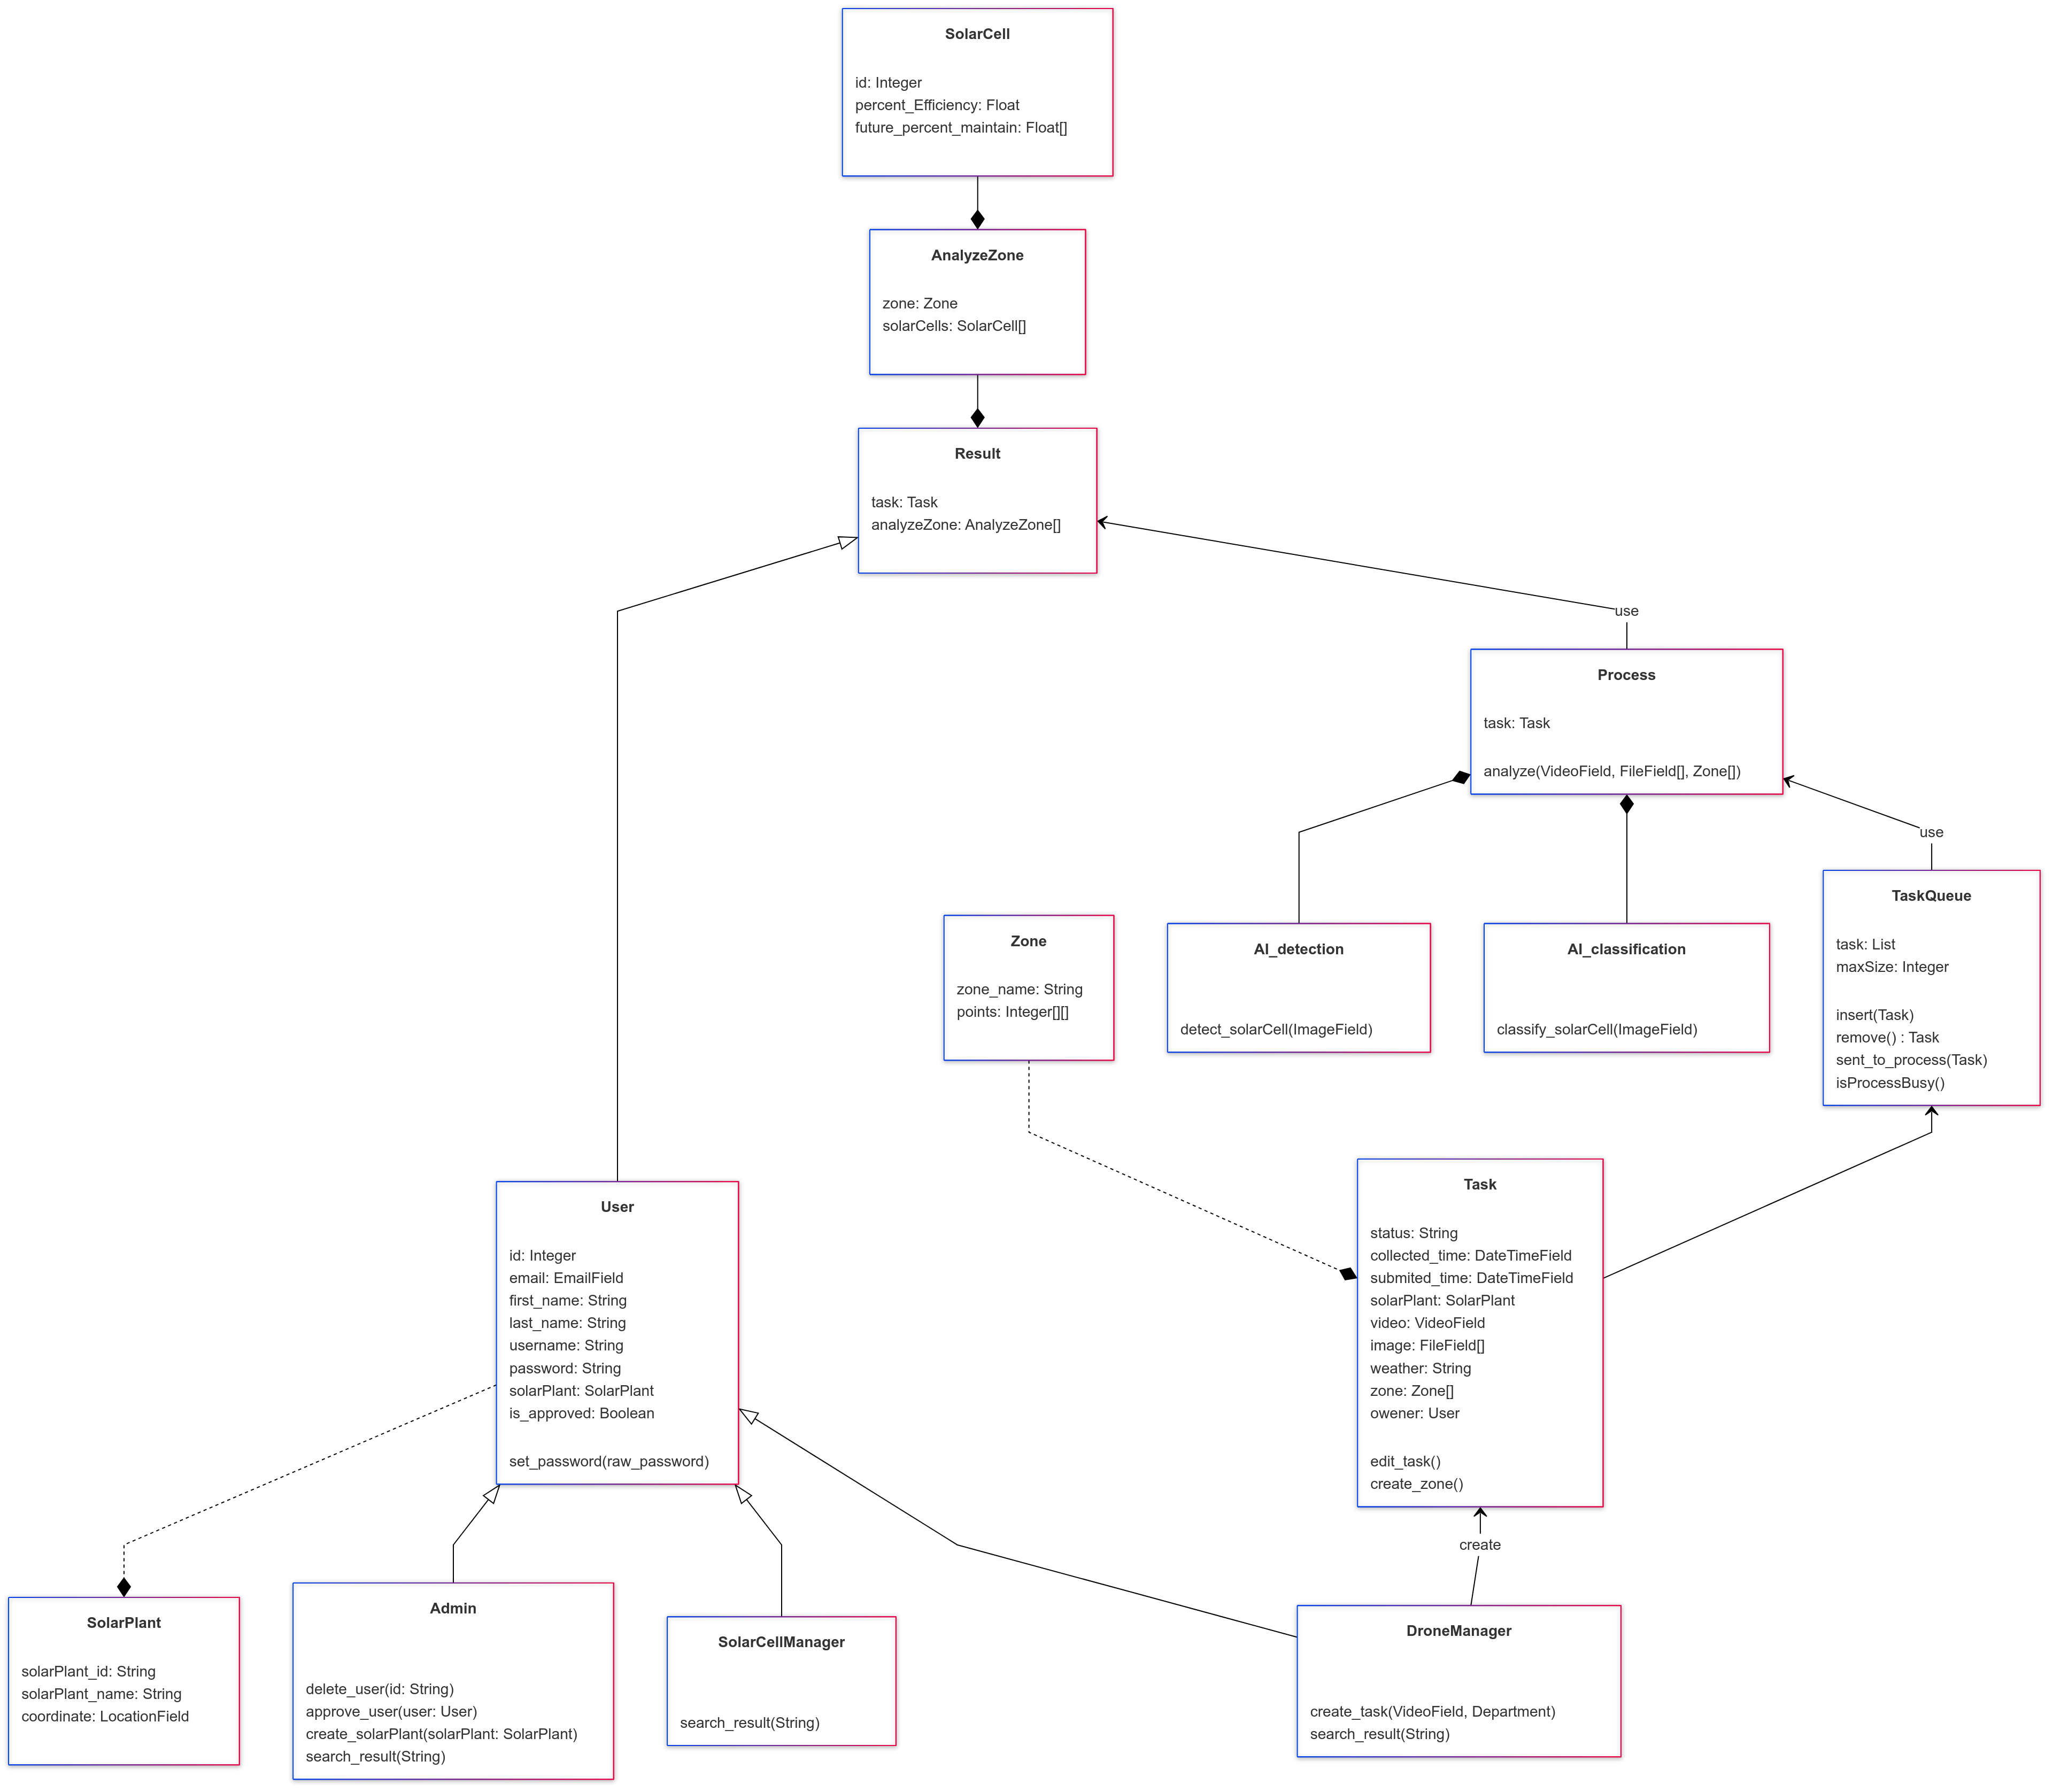 SolarCell
id: Integer
percent_Efficiency: Float
future_percent_maintain: Float[]
AnalyzeZone
zone: Zone
solarCells: SolarCell[]
Result
task: Task
analyzeZone: AnalyzeZone[]
use
Process
task: Task
analyze(VideoField, FileField[], Zone[])
use
Zone
zone_name: String
points: Integer[][]
AI_detection
detect_solarCell(ImageField)
AI_classification
classify_solarCell(ImageField)
TaskQueue
task: List
maxSize: Integer
insert(Task)
remove() : Task
sent_to_process(Task)
isProcessBusy()
User
id: Integer
email: EmailField
first_name: String
last_name: String
username: String
password: String
solarPlant: SolarPlant
is_approved: Boolean
set_password(raw_password)
Task
status: String
collected_time: DateTimeField
submited_time: DateTimeField
solarPlant: SolarPlant
video: VideoField
image: FileField[]
weather: String
zone: Zone[]
owener: User
edit_task()
create_zone()
create
SolarPlant
solarPlant_id: String
solarPlant_name: String
coordinate: LocationField
Admin
delete_user(id: String)
approve_user(user: User)
create_solarPlant(solarPlant: SolarPlant)
search_result(String)
SolarCellManager
search_result(String)
DroneManager
create_task(VideoField, Department)
search_result(String)